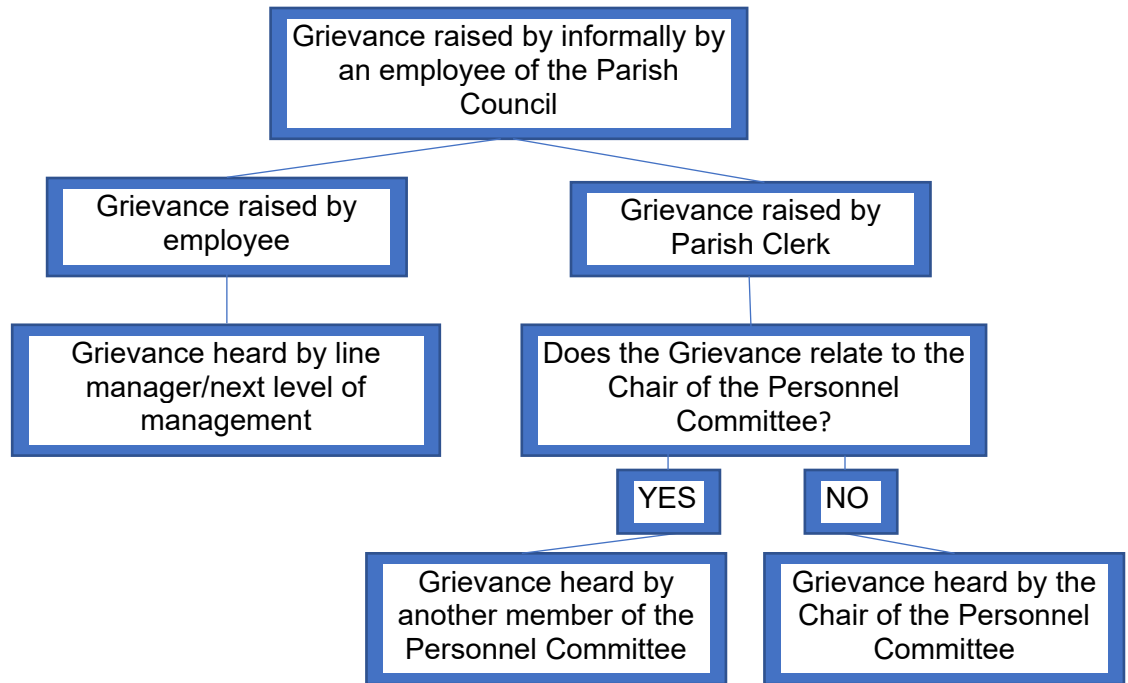 Grievance raised by informally by
an employee of the Parish
Council
Grievance raised by
employee
Grievance raised by
Parish Clerk
Grievance heard by line
manager/next level of
management
Does the Grievance relate to the
Chair of the Personnel
Committee?
YES
NO
Grievance heard by
another member of the
Personnel Committee
Grievance heard by the
Chair of the Personnel
Committee